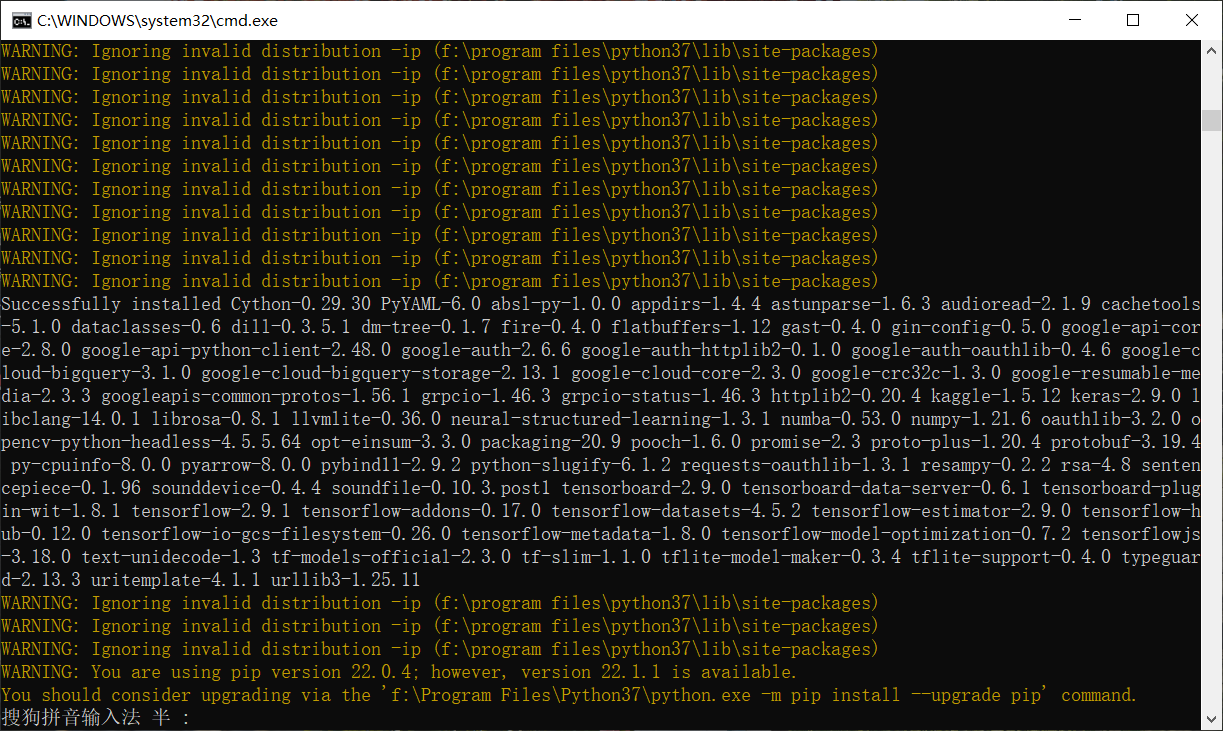 C:\WINDOWS\system32\cmd.exe
WARNING: Ignoring invalid distribution -ip (f:\program files\python37\lib\site-packages)
WARNING: Ignoring invalid distribution -ip (f:\program files\python37\lib\site-packages)
WARNING: Ignoring invalid distribution -ip (f:\program files\python37\lib\site-packages)
WARNING: Ignoring invalid distribution -ip (f:\program files\python37\lib\site-packages)
WARNING: Ignoring invalid distribution -ip (f:\program files\python37\lib\site-packages)
WARNING: Ignoring invalid distribution -ip (f:\program files\python37\lib\site-packages)
WARNING: Ignoring invalid distribution -ip (f:\program files\python37\lib\site-packages)
WARNING: Ignoring invalid distribution -ip (f:\program files\python37\lib\site-packages)
WARNING: Ignoring invalid distribution -ip (f:\program files\python37\lib\site-packages)
WARNING: Ignoring invalid distribution -ip (f:\program files\python37\lib\site-packages)
WARNING: Ignoring invalid distribution -ip (f:\program files\python37\lib\site-packages)
Successfully installed Cython-0.29.30 PyYAML-6.0 absl-py-1.0.0 appdirs-1.4.4 astunparse-1.6.3 audioread-2.1.9 cachetools
-5.1.0 dataclasses-0.6 dill-0.3.5.1 dm-tree-0.1.7 fire-0.4.0 flatbuffers-1.12 gast-0.4.0 gin-config-0.5.0 google-api-cor
e-2.8.0 google-api-python-client-2.48.0 google-auth-2.6.6 google-auth-httplib2-0.1.0 google-auth-oauthlib-0.4.6 google-c
loud-bigquery-3.1.0 google-cloud-bigquery-storage-2.13.1 google-cloud-core-2.3.0 google-crc32c-1.3.0 google-resumable-me
dia-2.3.3 googleapis-common-protos-1.56.1 grpcio-1.46.3 grpcio-status-1.46.3 httplib2-0.20.4 kaggle-1.5.12 keras-2.9.0 l
ibclang-14.0.1 librosa-0.8.1 llvmlite-0.36.0 neural-structured-learning-1.3.1 numba-0.53.0 numpy-1.21.6 oauthlib-3.2.0 o
pencv-python-headless-4.5.5.64 opt-einsum-3.3.0 packaging-20.9 pooch-1.6.0 promise-2.3 proto-plus-1.20.4 protobuf-3.19.4
py-cpuinfo-8.0.0 pyarrow-8.0.0 pybind11-2.9.2 python-slugify-6.1.2 requests-oauthlib-1.3.1 resampy-0.2.2 rsa-4.8 senten
cepiece-0.1.96 sounddevice-0.4.4 soundfile-0.10.3.post1 tensorboard-2.9.0 tensorboard-data-server-0.6.1 tensorboard-plug
in-wit-1.8.1 tensorflow-2.9.1 tensorflow-addons-0.17.0 tensorflow-datasets-4.5.2 tensorflow-estimator-2.9.0 tensorflow-h
ub-0.12.0 tensorflow-io-gcs-filesystem-0.26.0 tensorflow-metadata-1.8.0 tensorflow-model-optimization-0.7.2 tensorflowjs
-3.18.0 text-unidecode-1.3 tf-models-official-2.3.0 tf-slim-1.1.0 tflite-model-maker-0.3.4 tflite-support-0.4.0 typeguar
d-2.13.3 uritemplate-4.1.1 urllib3-1.25.11
WARNING: Ignoring invalid distribution -ip (f:\program files\python37\lib\site-packages)
WARNING: Ignoring invalid distribution -ip (f:\program files\python37\lib\site-packages)
WARNING: Ignoring invalid distribution -ip (f:\program files\python37\lib\site-packages)
WARNING: You are using pip version 22.0.4; however, version 22.1.1 is available.
You should consider upgrading via the 'f:\Program Files\Python37\python.exe -m pip install --upgrade pip' command.
搜狗拼音输入法 半 :